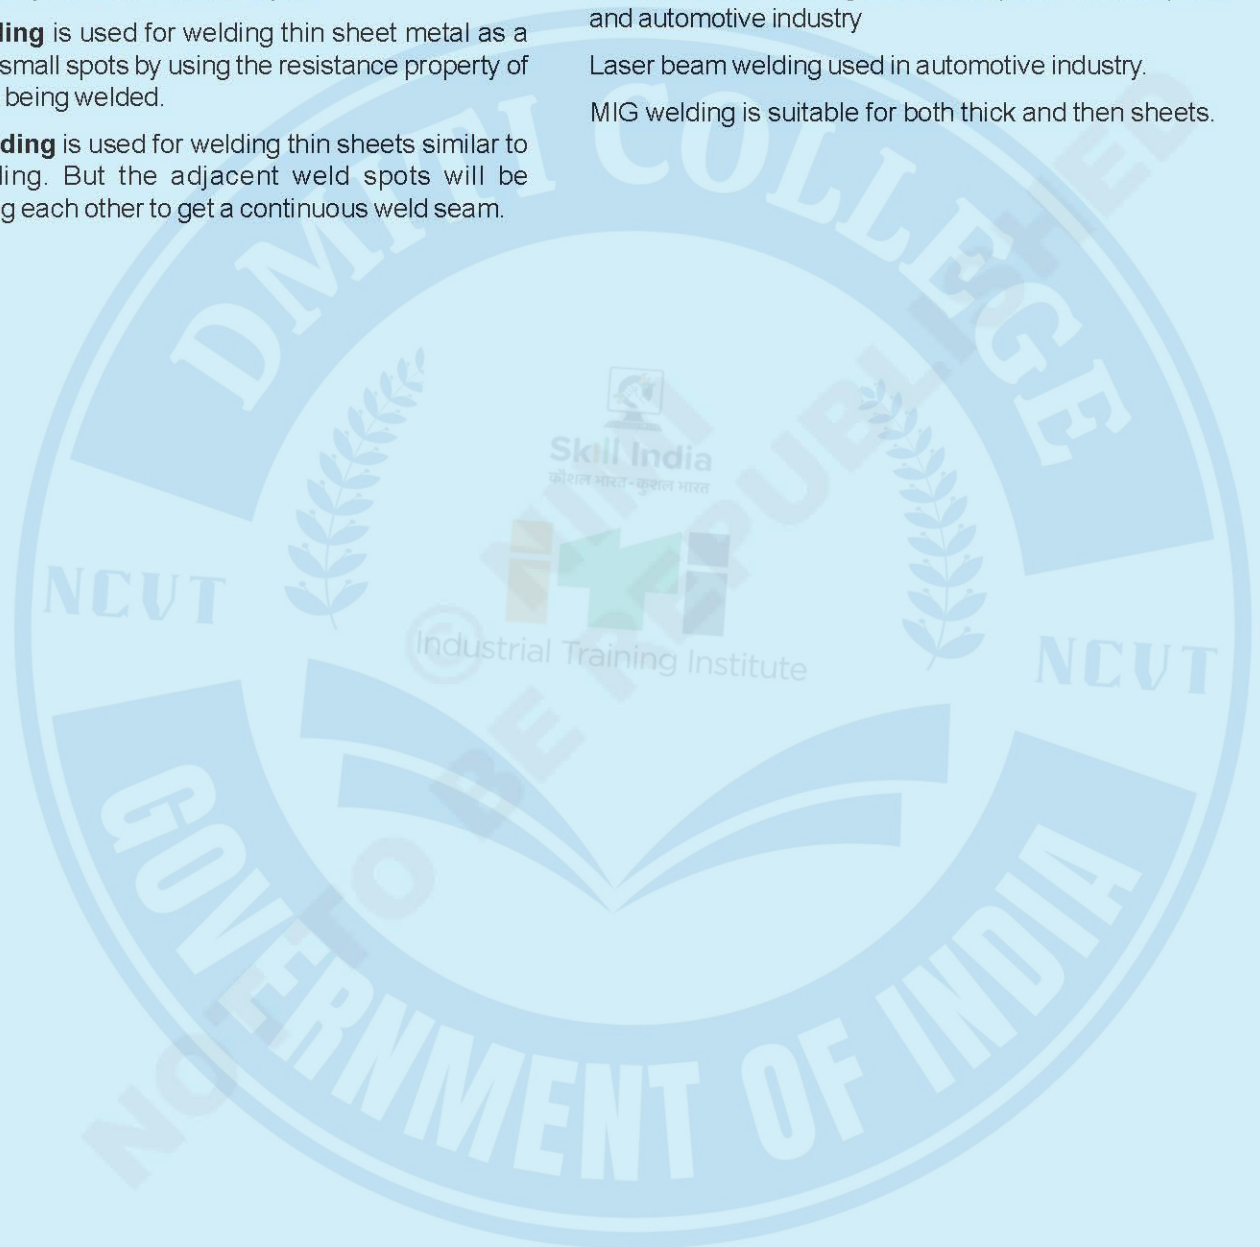 ling is used for welding thin sheet metal as a
small spots by using the resistance property of
being welded.
ding is used for welding thin sheets similar to
ling. But the adjacent weld spots will be
g each other to get a continuous weld seam.
and automotive industry
Laser beam welding used in automotive industry.
MIG welding is suitable for both thick and then sheets.
DMITI COLLEGE
Skill India
कौशल भारत-कुशल भारत
iti
Industrial Training Institute
NCVT
NCVT
GOVERNMENT OF INDIA
© NIMI
NOT TO BE REPUBLISHED